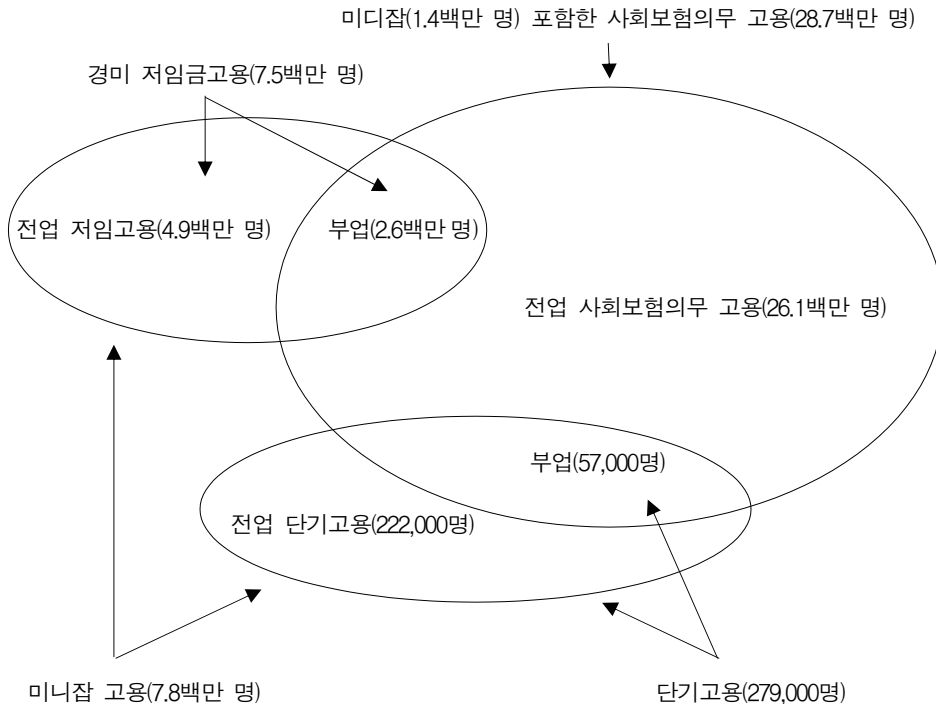 미디잡(1.4백만 명) 포함한 사회보험의무 고용(28.7백만 명)
경미 저임금고용(7.5백만 명)
전업 저임고용(4.9백만 명)
부업(2.6백만 명)
전업 사회보험의무 고용(26.1백만 명)
부업(57,000명)
전업 단기고용(222,000명)
미니잡 고용(7.8백만 명)
단기고용(279,000명)